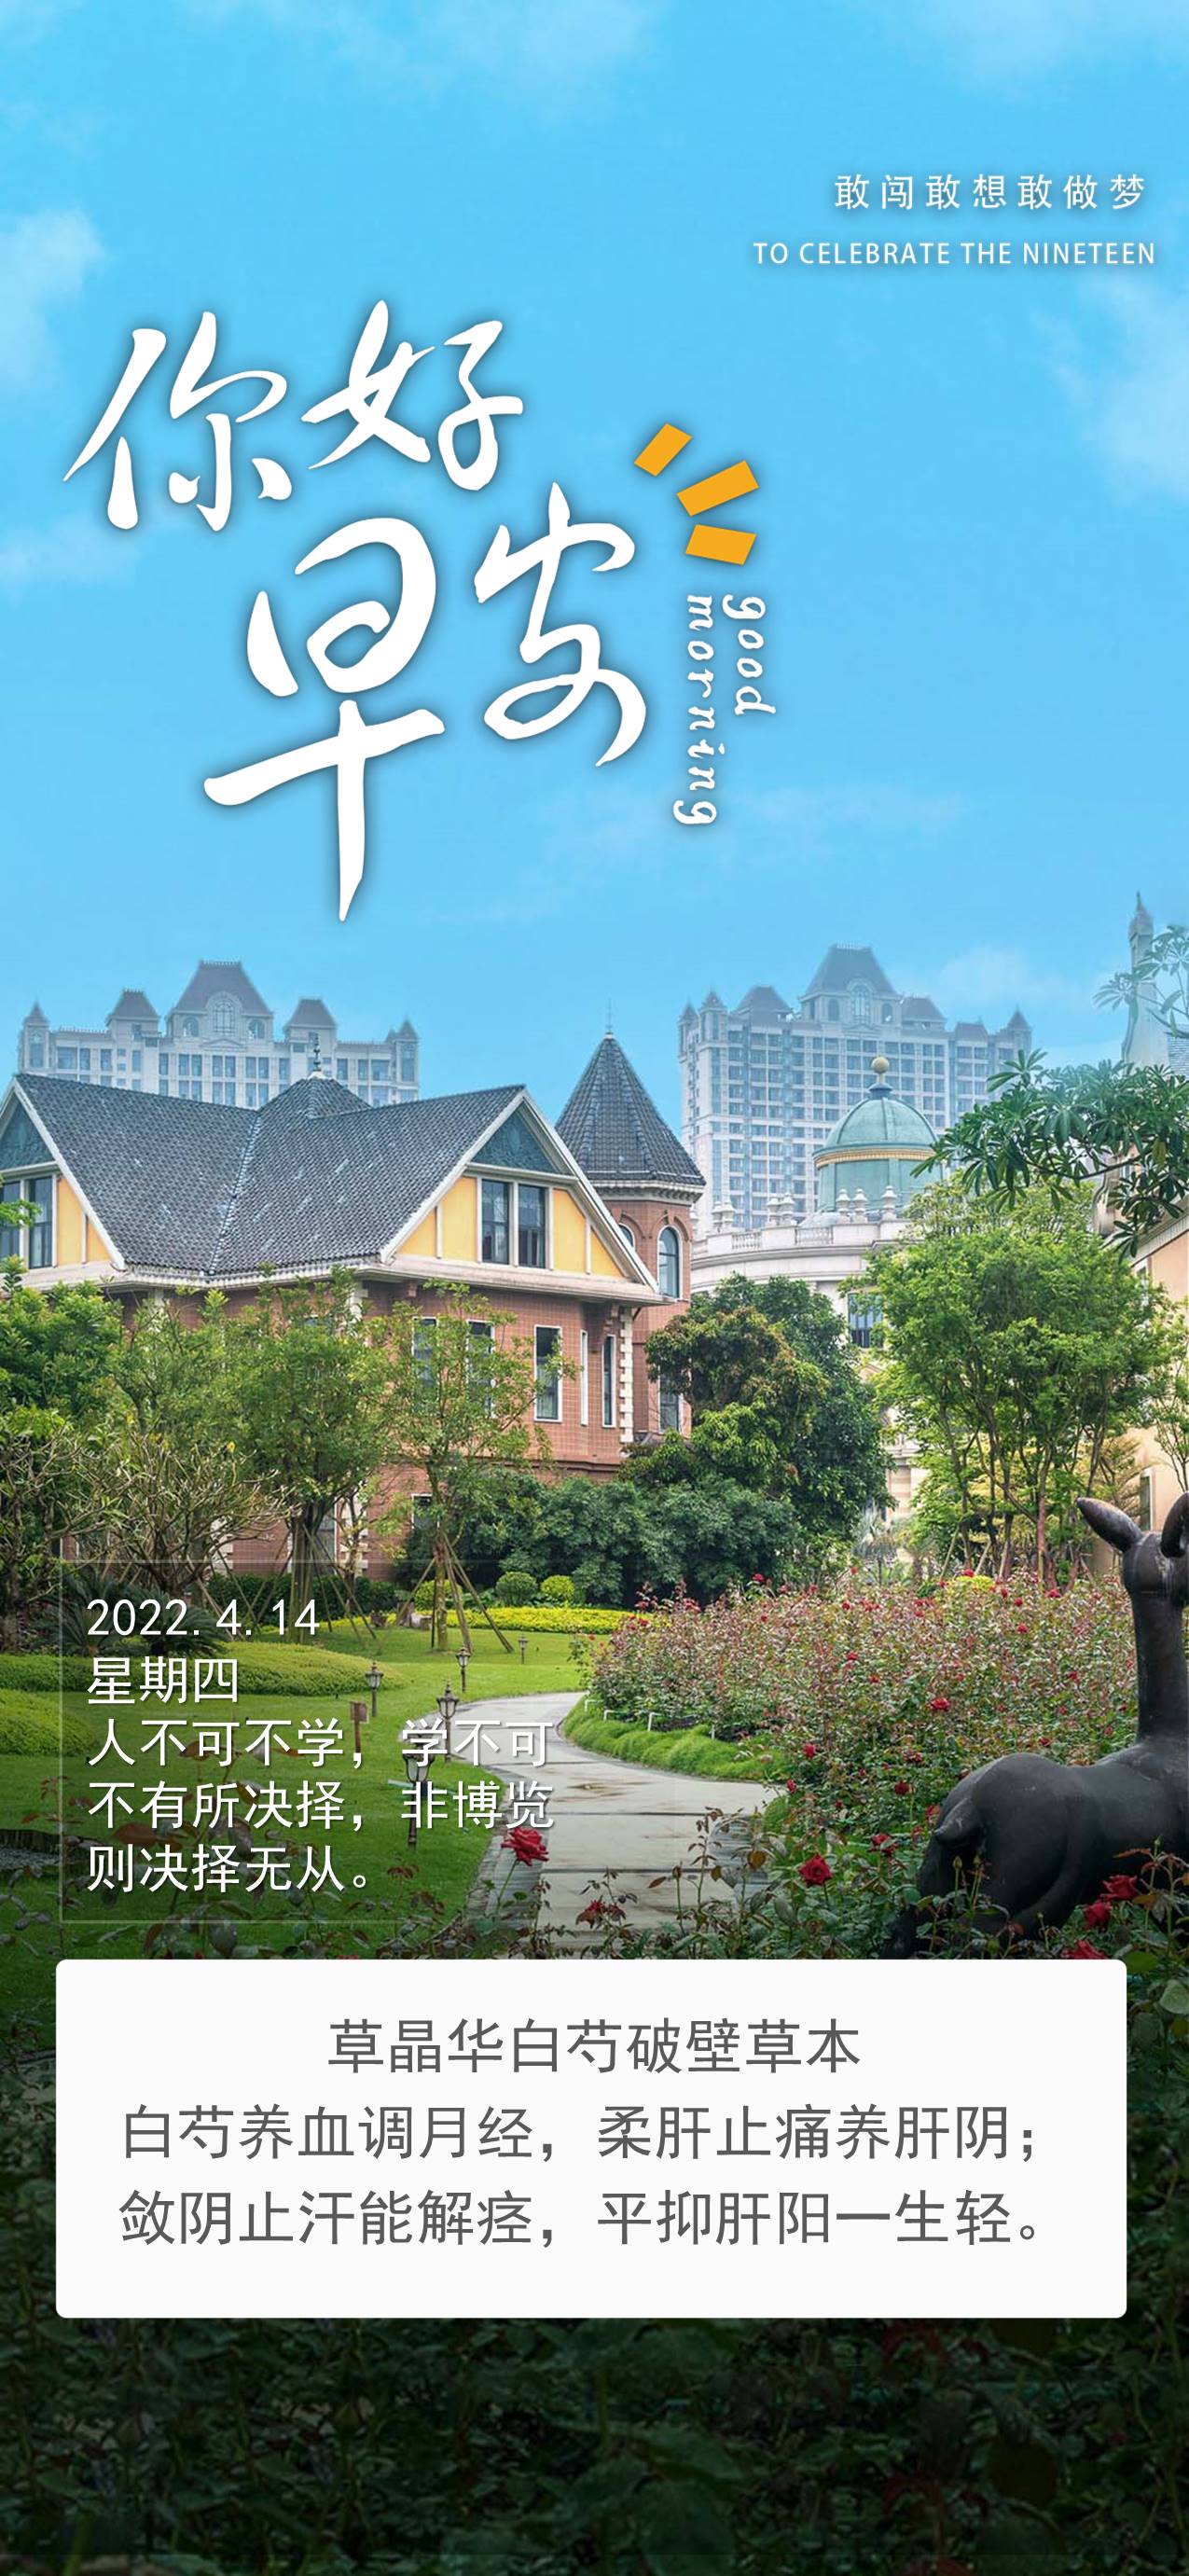 敢闯敢想敢做梦
TO CELEBRATE THE NINETEEN
你好
早安
good
morning
2022.4.14
星期四
人不可不学，学不可
不有所决择，非博览
则决择无从。
草晶华白芍破壁草本
白芍养血调月经，柔肝止痛养肝阴；
敛阴止汗能解痉，平抑肝阳一生轻。